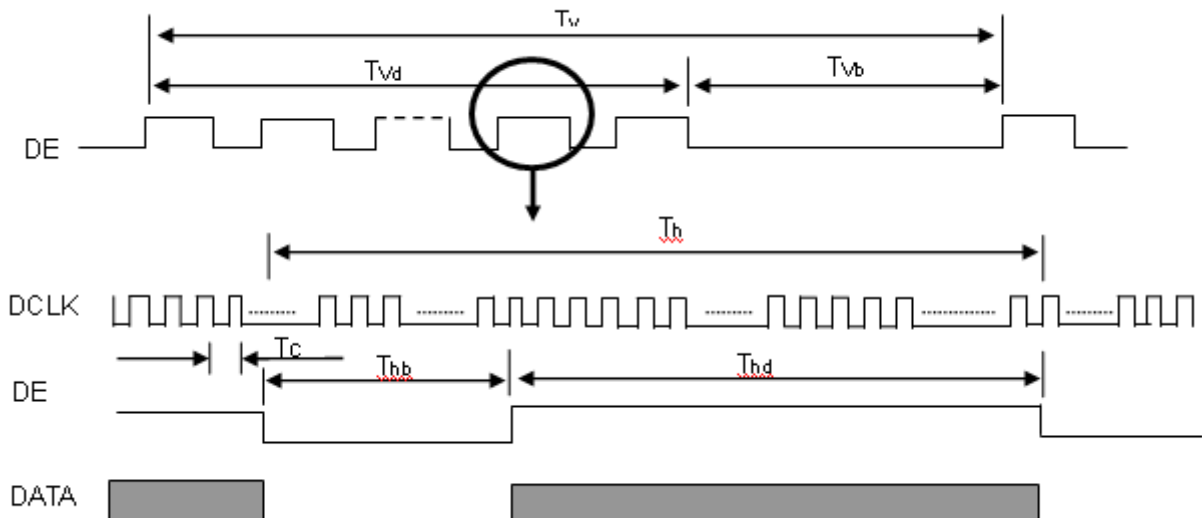 Tv
Tvd
Tvb
DE
Th
DCLK
Tc
Thb
Thd
DE
DATA